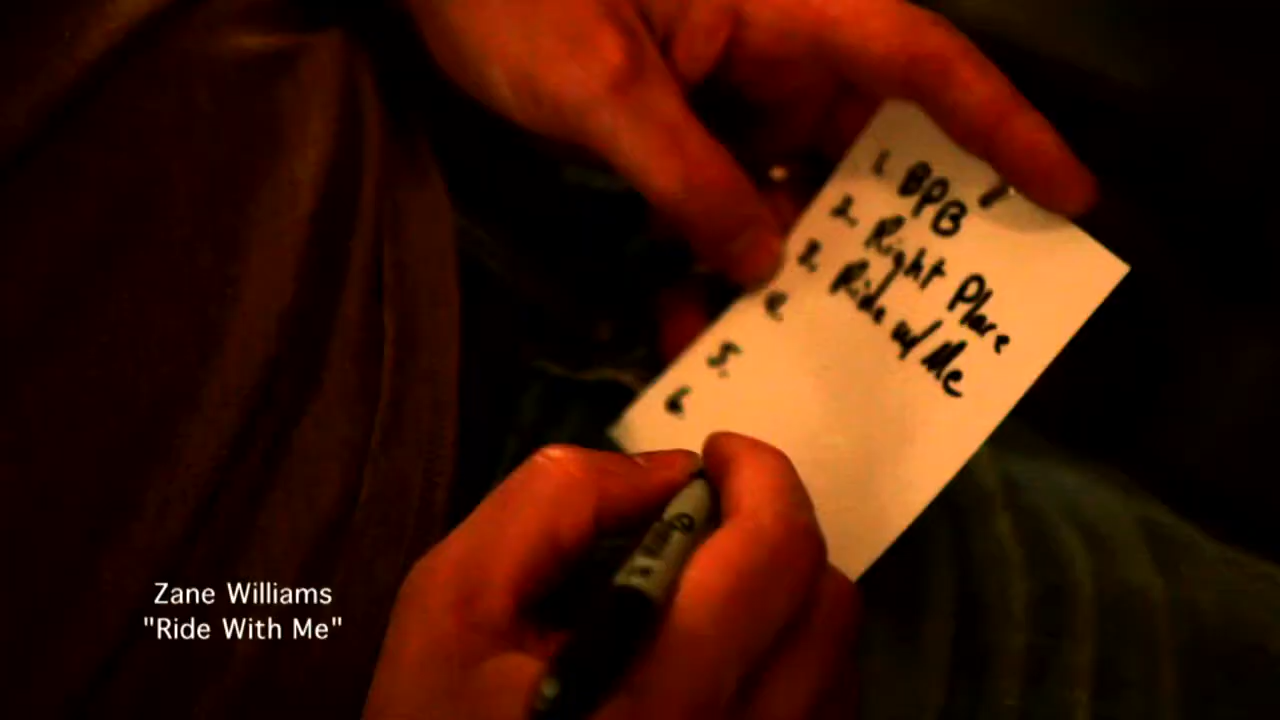 1. BPB
2. Right Place
3. Ride w/ Me
4.
5.
6.
Zane Williams
"Ride With Me"